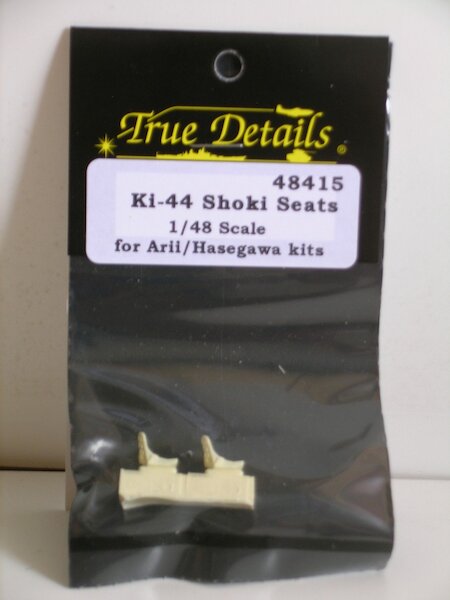 True Details ®
48415
Ki-44 Shoki Seats
1/48 Scale
for Arii/Hasegawa kits